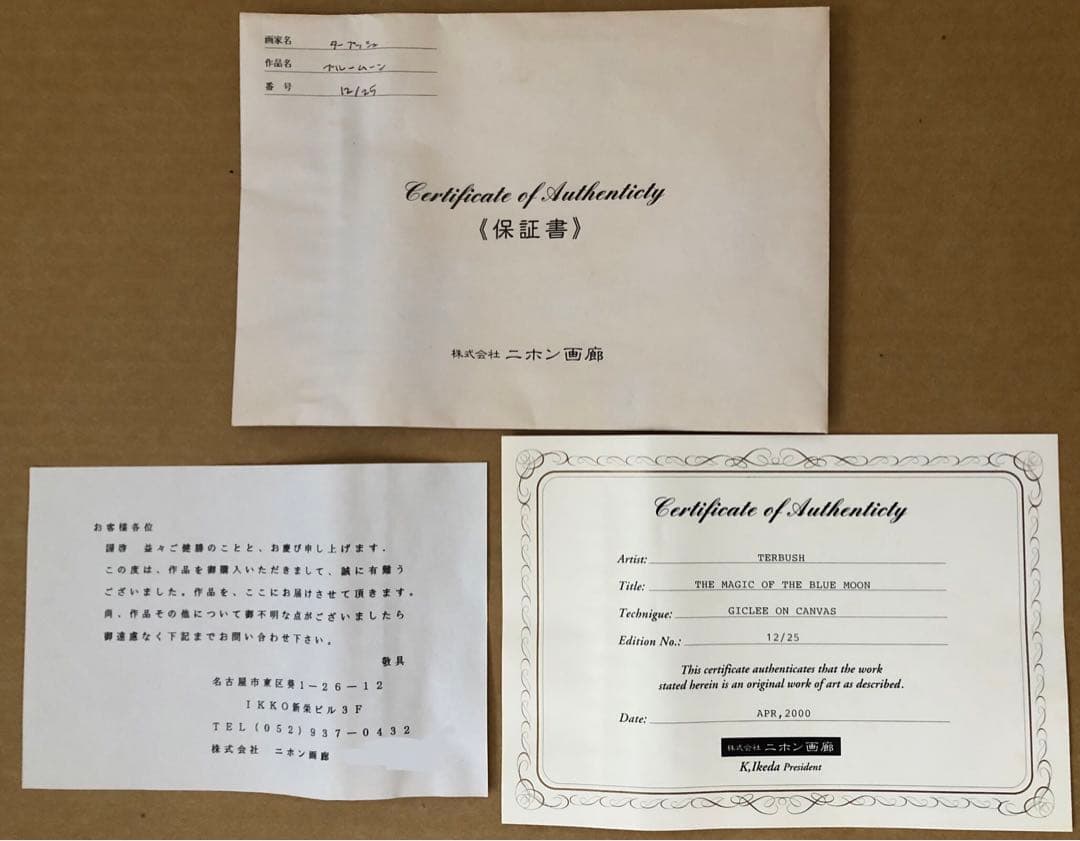 画家名 ターブッシュ
作品名 ブルームーン
番 号 12/25
Certificate of Authenticty
《保証書》
株式会社 ニホン画廊
お客様各位
謹啓 益々ご健勝のことと、お慶び申し上げます。
この度は、作品を御購入いただきまして、誠に有難う
ございました。作品を、ここにお届けさせて頂きます。
尚、作品その他について御不明な点がございましたら
御遠慮なく下記までお問い合わせ下さい。
敬具
名古屋市東区葵1-26-12
IKKO新栄ビル3F
TEL(052)937-0432
株式会社 ニホン画廊
Certificate of Authenticty
Artist: TERBUSH
Title: THE MAGIC OF THE BLUE MOON
Technigue: GICLEE ON CANVAS
Edition No.: 12/25
This certificate authenticates that the work
stated herein is an original work of art as described.
Date: APR,2000
株式会社 ニホン画廊
K,Ikeda President